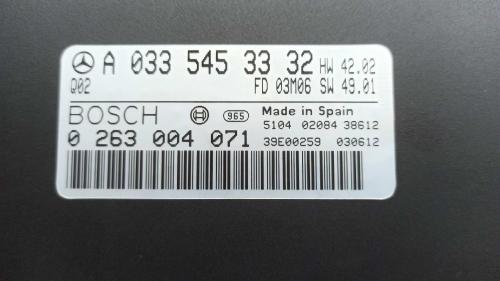 A 033 545 33 32 HW 42.02
Q02 FD 03M06 SW 49.01
BOSCH 965 Made in Spain
5104 02084 38612
0 263 004 071 39E00259 030612